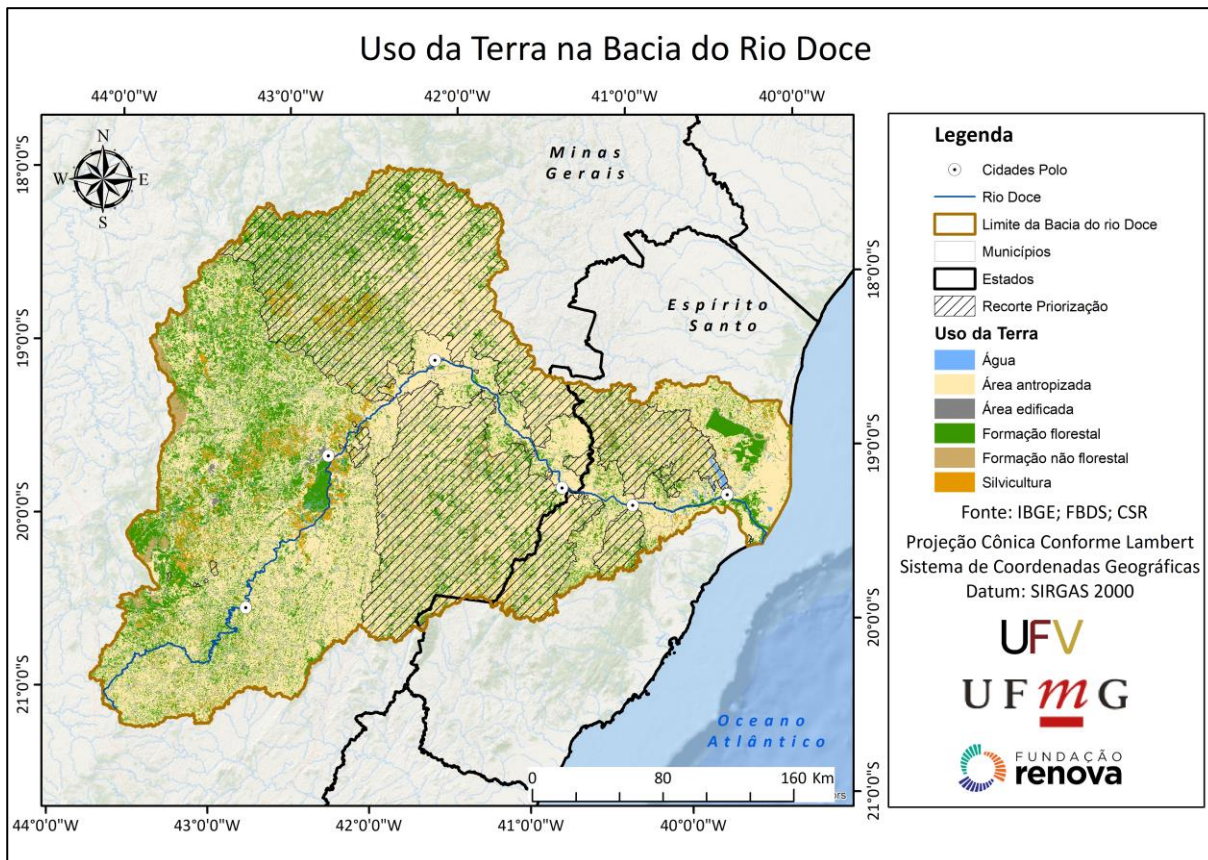 Uso da Terra na Bacia do Rio Doce
44°0'0"W 43°0'0"W 42°0'0"W 41°0'0"W 40°0'0"W
18°0'0"S
19°0'0"S
20°0'0"S
21°0'0"S
N
W E
S
Minas
Gerais
Espírito
Santo
Oceano
Atlântico
0 80 160 Km
ors
18°0'0"S
19°0'0"S
20°0'0"S
21°0'0"S
44°0'0"W 43°0'0"W 42°0'0"W 41°0'0"W 40°0'0"W
Legenda
Cidades Polo
Rio Doce
Limite da Bacia do rio Doce
Municípios
Estados
Recorte Priorização
Uso da Terra
Água
Área antropizada
Área edificada
Formação florestal
Formação não florestal
Silvicultura
Fonte: IBGE; FBDS; CSR
Projeção Cônica Conforme Lambert
Sistema de Coordenadas Geográficas
Datum: SIRGAS 2000
UFV
UFmG
FUNDAÇÃO
renova